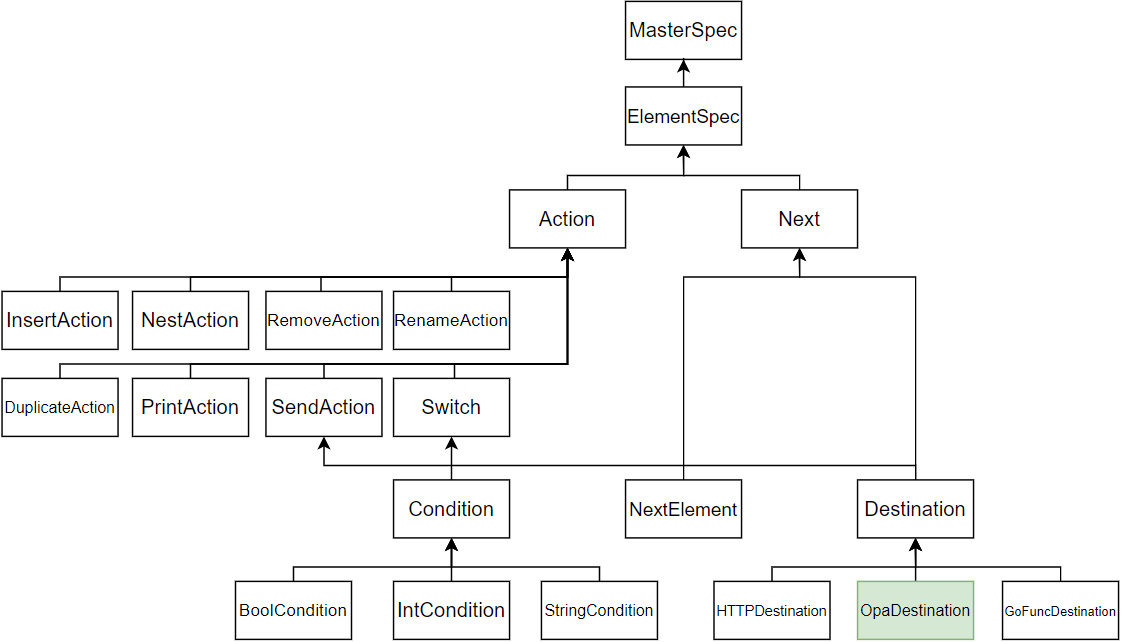 MasterSpec
ElementSpec
Action
Next
InsertAction
NestAction
RemoveAction
RenameAction
DuplicateAction
PrintAction
SendAction
Switch
Condition
NextElement
Destination
BoolCondition
IntCondition
StringCondition
HTTPDestination
OpaDestination
GoFuncDestination